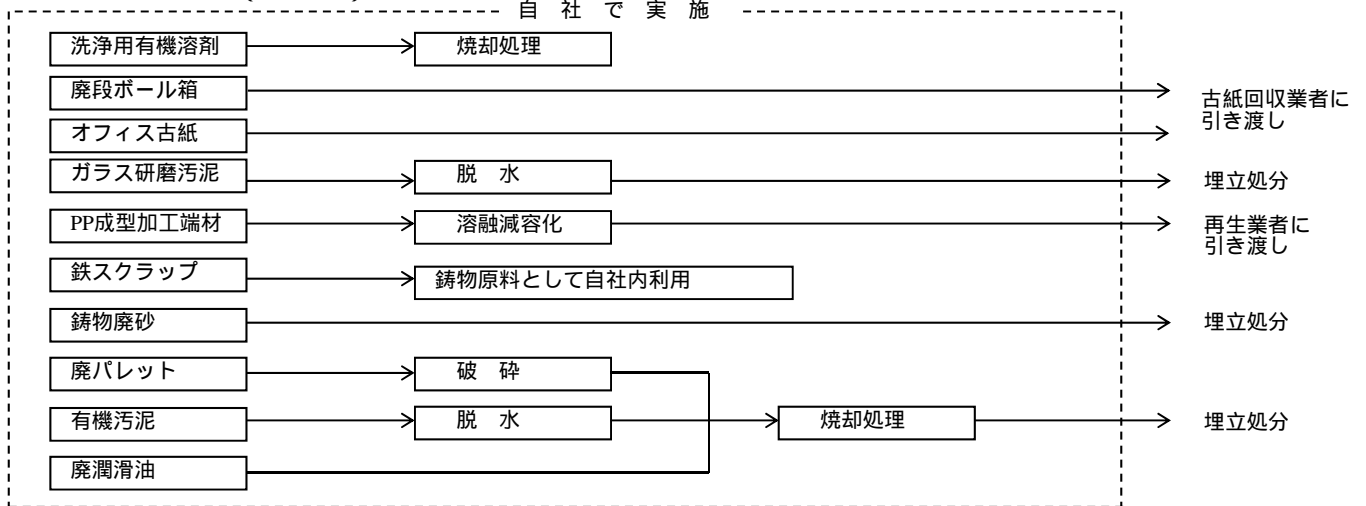 自 社 で 実 施
洗浄用有機溶剤 焼却処理
廃段ボール箱
古紙回収業者に
引き渡し
オフィス古紙
ガラス研磨汚泥 脱 水 埋立処分
PP成型加工端材 溶融減容化 再生業者に
引き渡し
鉄スクラップ 鋳物原料として自社内利用
鋳物廃砂 埋立処分
廃パレット 破 砕
有機汚泥 脱 水 焼却処理 埋立処分
廃潤滑油